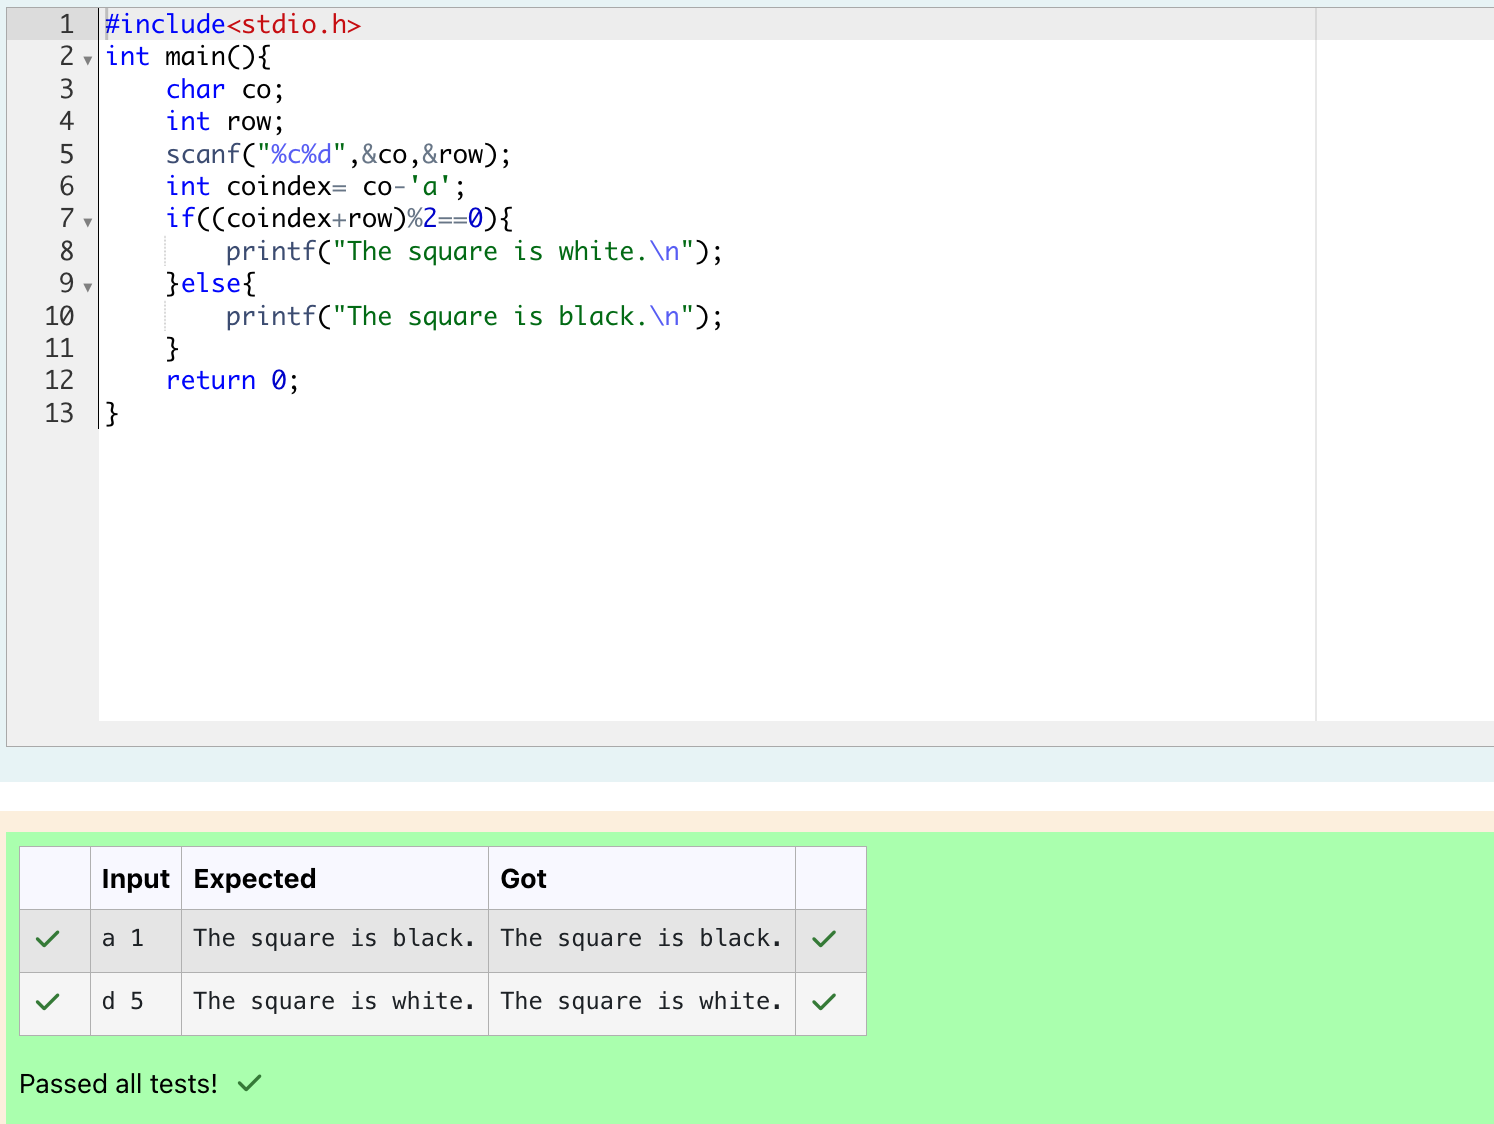 1 #include<stdio.h>
2 int main(){
3     char co;
4     int row;
5     scanf("%c%d",&co,&row);
6     int coindex= co-'a';
7     if((coindex+row)%2==0){
8         printf("The square is white.\n");
9     }else{
10         printf("The square is black.\n");
11     }
12     return 0;
13 }
Input Expected Got
a 1 The square is black. The square is black.
d 5 The square is white. The square is white.
Passed all tests!